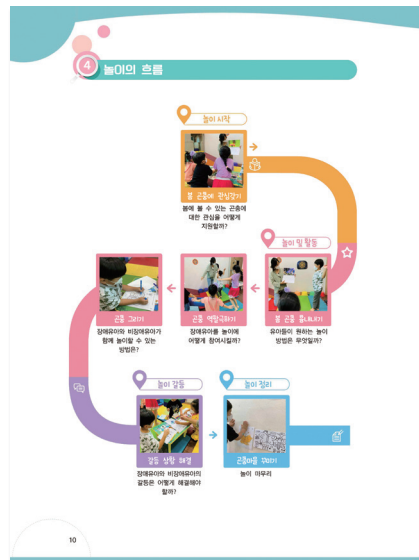 4 놀이의 흐름
놀이 시작
봄 곤충에 관심갖기
봄에 볼 수 있는 곤충에
대한 관심을 어떻게
지원할까?
놀이 및 활동
봄 곤충 흉내내기
유아들이 원하는 놀이
방법은 무엇일까?
곤충 역할극하기
장애유아를 놀이에
어떻게 참여시킬까?
곤충 그리기
장애유아와 비장애유아가
함께 놀이할 수 있는
방법은?
놀이 갈등
갈등 상황 해결
장애유아와 비장애유아의
갈등은 어떻게 해결해야
할까?
놀이 정리
곤충마을 꾸미기
놀이 마무리
10